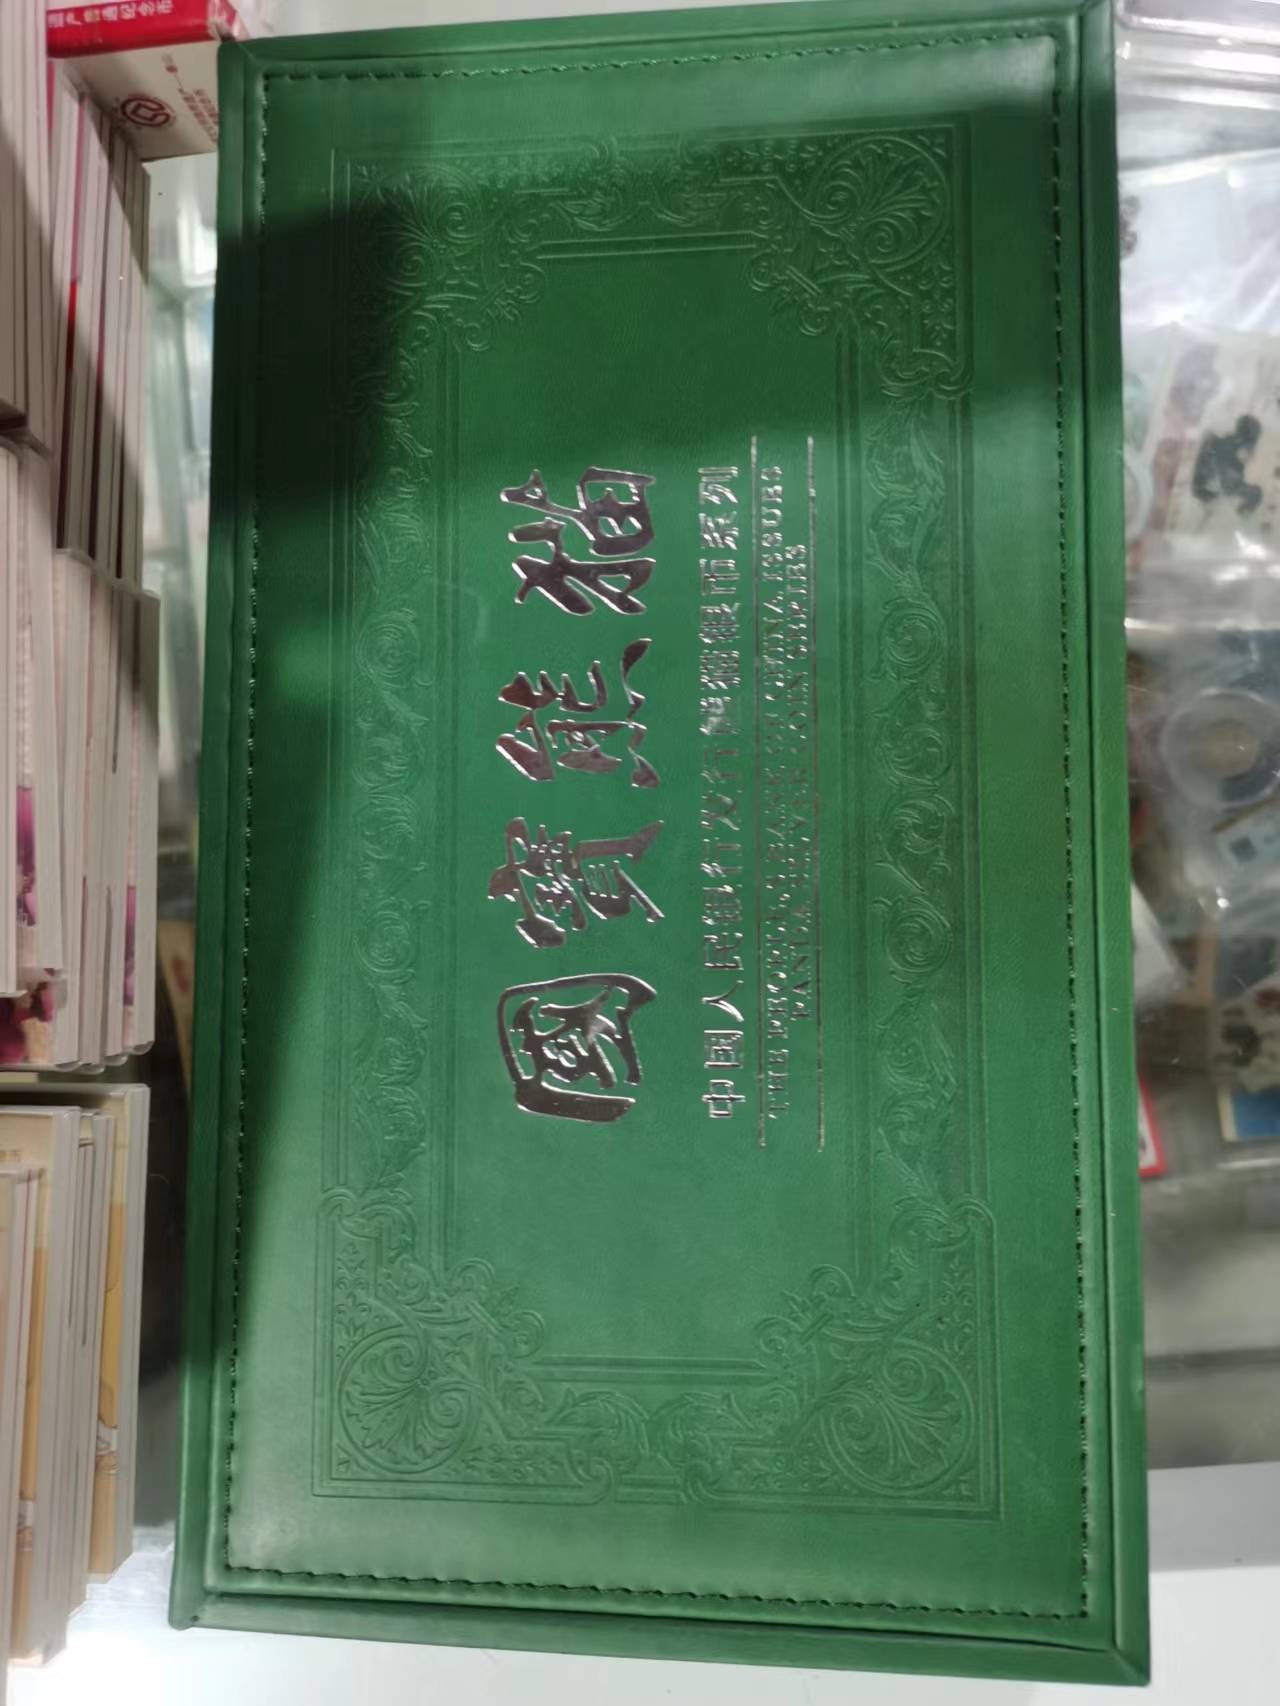 國寶熊猫
中国人民银行发行熊猫银币系列
THE PEOPLE'S BANK OF CHINA ISSUES
PANDA SILVER COIN SERIES